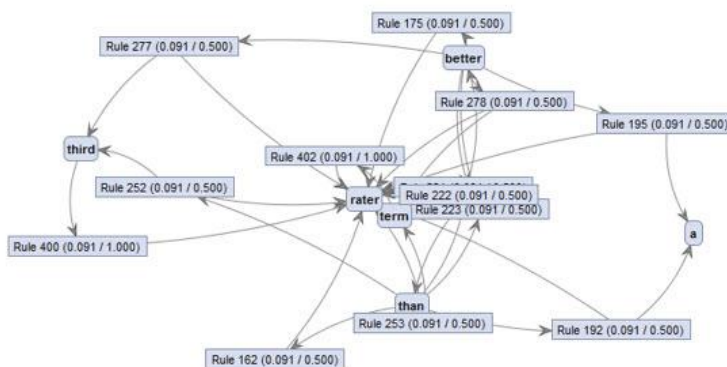 Rule 175 (0.091 / 0.500)
Rule 277 (0.091 / 0.500)
better
Rule 278 (0.091 / 0.500)
Rule 195 (0.091 / 0.500)
third
Rule 402 (0.091 / 1.000)
Rule 252 (0.091 / 0.500)
rater
Rule 222 (0.091 / 0.500)
term
Rule 223 (0.091 / 0.500)
a
Rule 400 (0.091 / 1.000)
than
Rule 253 (0.091 / 0.500)
Rule 192 (0.091 / 0.500)
Rule 162 (0.091 / 0.500)